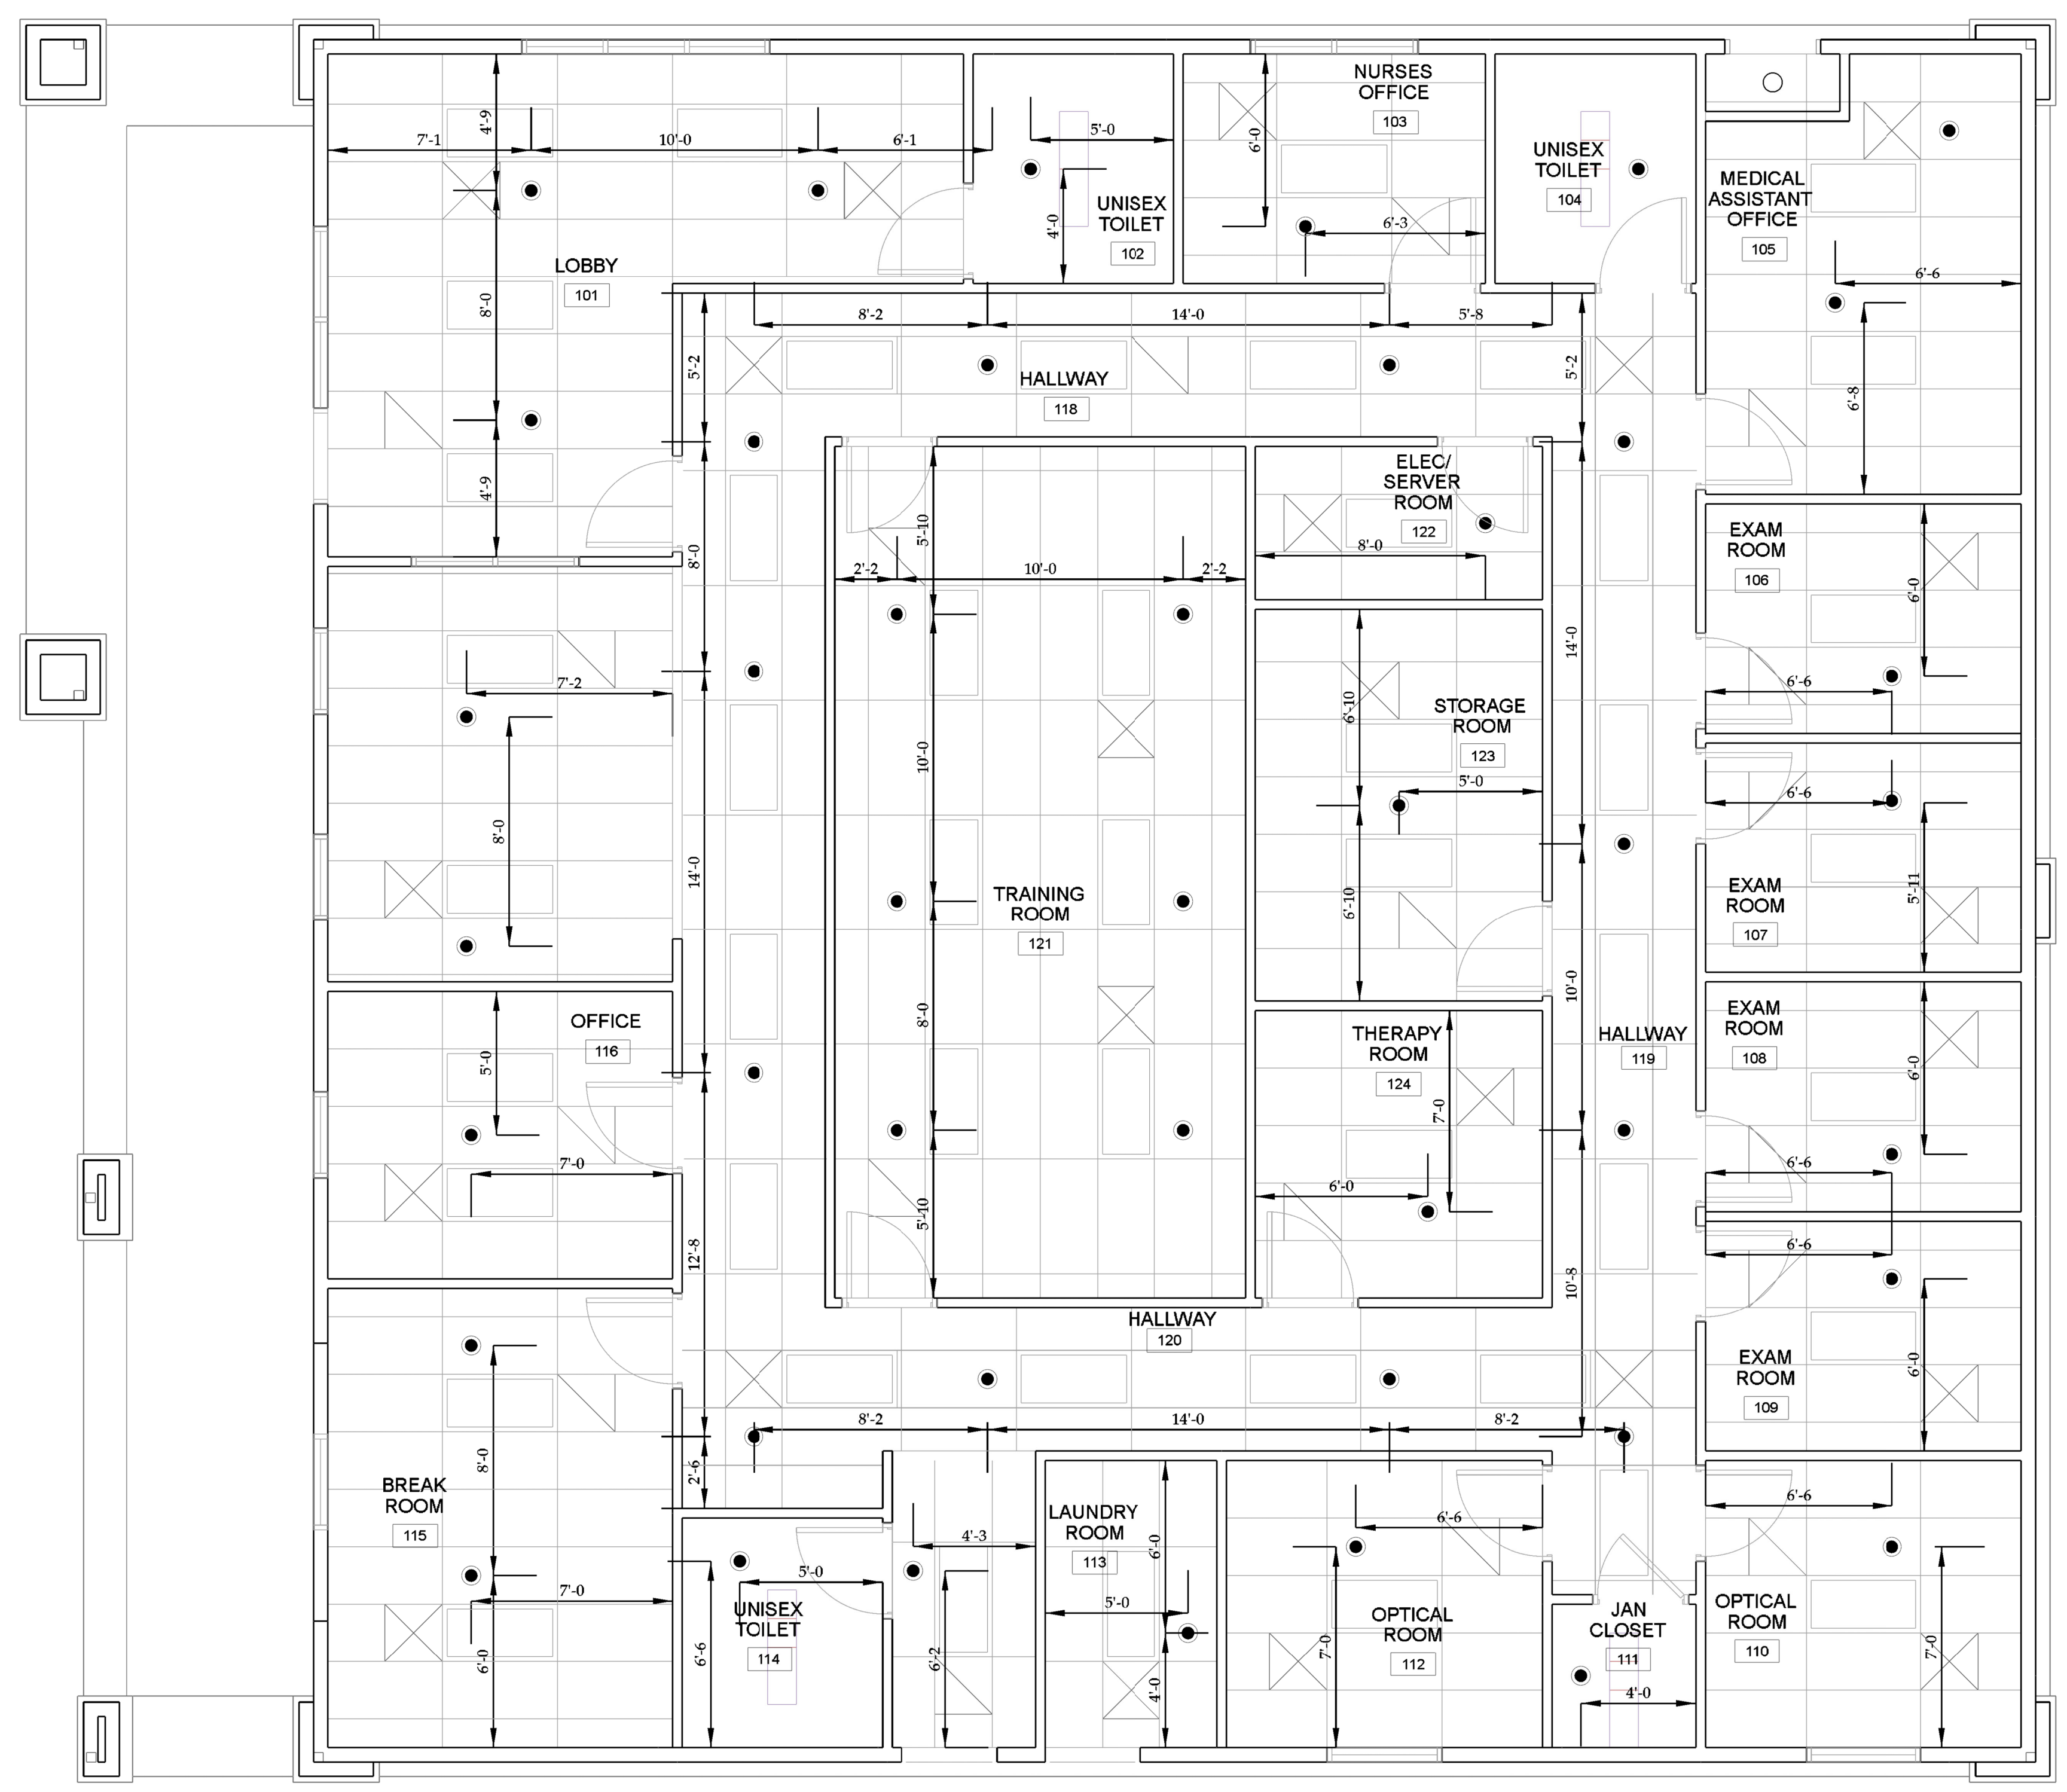 4'-9
7'-1
10'-0
6'-1
8'-0
4'-9
LOBBY
101
5'-0
4'-0
UNISEX
TOILET
102
NURSES
OFFICE
103
6'-0
6'-3
UNISEX
TOILET
104
MEDICAL
ASSISTANT
OFFICE
105
6'-6
6'-8
8'-2
14'-0
5'-8
5'-2
5'-2
HALLWAY
118
8'-0
14'-0
12'-8
2'-6
7'-2
8'-0
5'-10
2'-2
10'-0
2'-2
10'-0
TRAINING
ROOM
121
8'-0
5'-10
ELEC/
SERVER
ROOM
122
8'-0
6'-10
STORAGE
ROOM
123
5'-0
6'-10
THERAPY
ROOM
124
7'-0
6'-0
14'-0
10'-0
HALLWAY
119
10'-8
EXAM
ROOM
106
6'-0
6'-6
6'-6
EXAM
ROOM
107
5'-11
EXAM
ROOM
108
6'-0
6'-6
6'-6
EXAM
ROOM
109
6'-0
OFFICE
116
5'-0
7'-0
HALLWAY
120
8'-2
14'-0
8'-2
BREAK
ROOM
115
8'-0
7'-0
6'-0
5'-0
UNISEX
TOILET
114
6'-6
4'-3
6'-2
LAUNDRY
ROOM
113
6'-0
5'-0
4'-0
6'-6
OPTICAL
ROOM
112
7'-0
JAN
CLOSET
111
4'-0
6'-6
OPTICAL
ROOM
110
7'-0